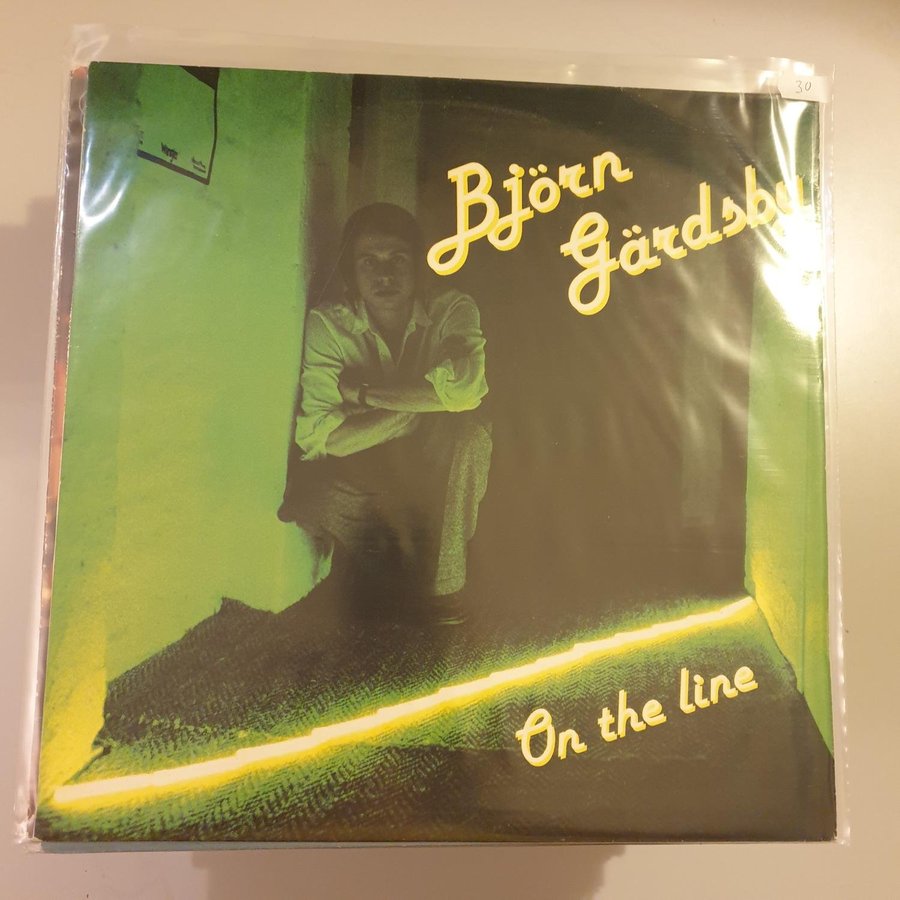 30
Björn
Gärdsby
On the line